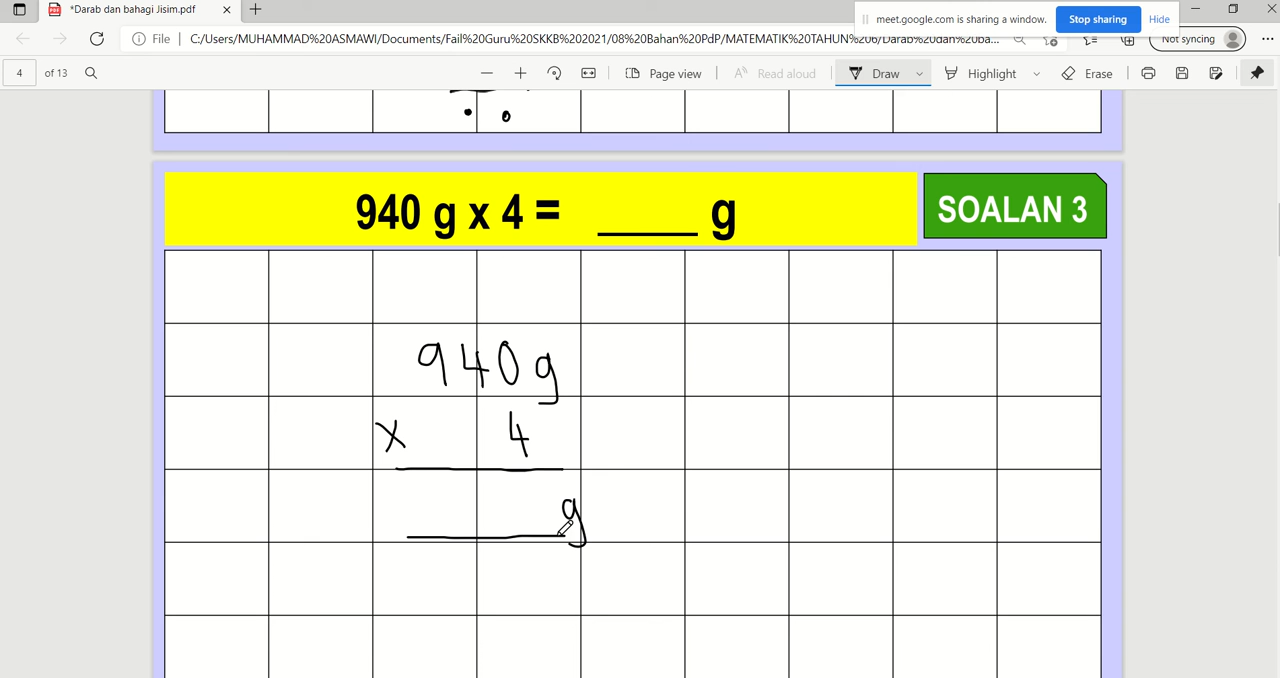 *Darab dan bahagi Jisim.pdf
meet.google.com is sharing a window.
Stop sharing
Hide
File
C:/Users/MUHAMMAD%20ASMAWI/Documents/Fail%20Guru%20SKKB%202021/08%20Bahan%20PdP/MATEMATIK%20TAHUN%206/Darab%20dan%20ba...
Not syncing
4 of 13
Page view
Read aloud
Draw
Highlight
Erase
940 g x 4 = _____ g
SOALAN 3
940g
x 4
g